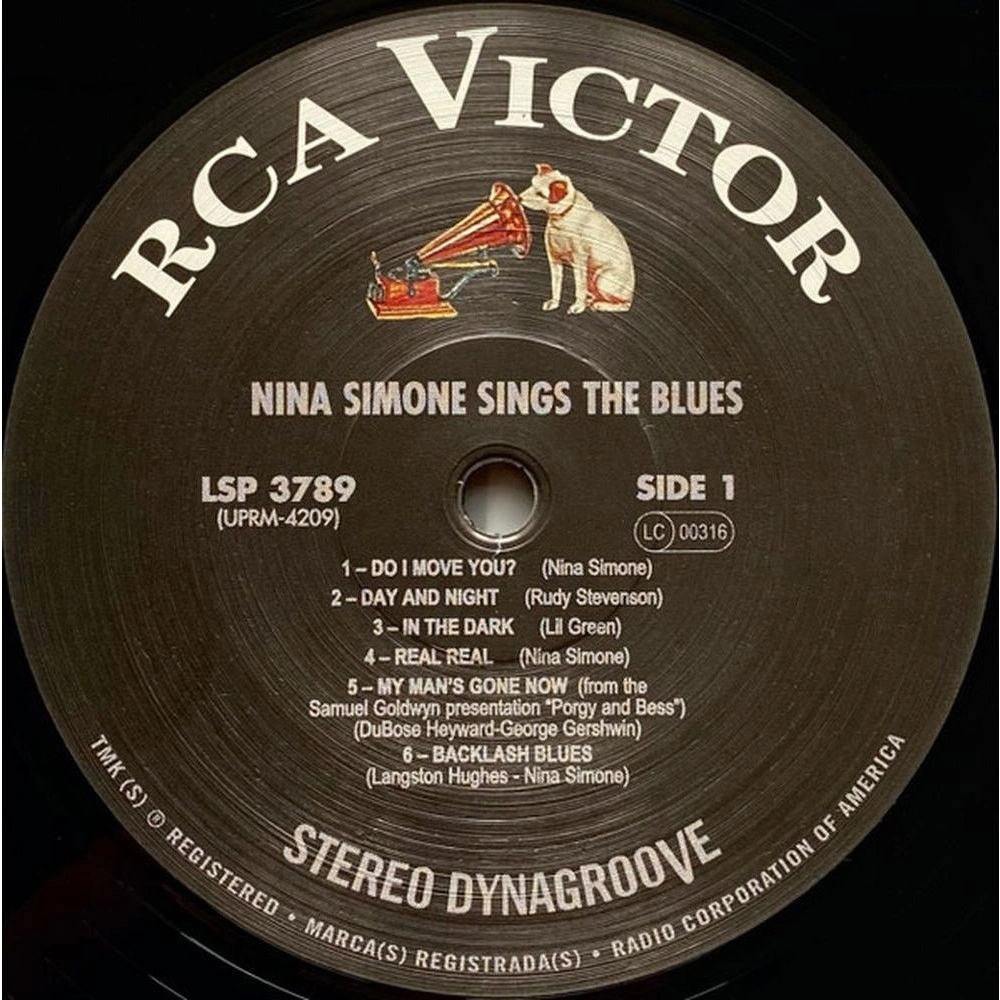 RCA VICTOR
NINA SIMONE SINGS THE BLUES
LSP 3789
(UPRM-4209)
SIDE 1
LC 00316
1 – DO I MOVE YOU? (Nina Simone)
2 – DAY AND NIGHT (Rudy Stevenson)
3 – IN THE DARK (Lil Green)
4 – REAL REAL (Nina Simone)
5 – MY MAN'S GONE NOW (from the
Samuel Goldwyn presentation "Porgy and Bess")
(DuBose Heyward-George Gershwin)
6 – BACKLASH BLUES
(Langston Hughes - Nina Simone)
STEREO DYNAGROOVE
TMK(S) ® REGISTERED • MARCA(S) REGISTRADA(S) • RADIO CORPORATION OF AMERICA